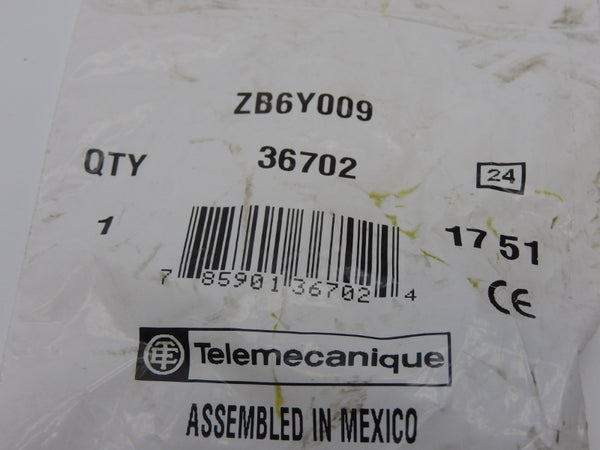 ZB6Y009
QTY 36702 24
1 17 51
7 85901 36702 4
CE
Telemecanique
ASSEMBLED IN MEXICO